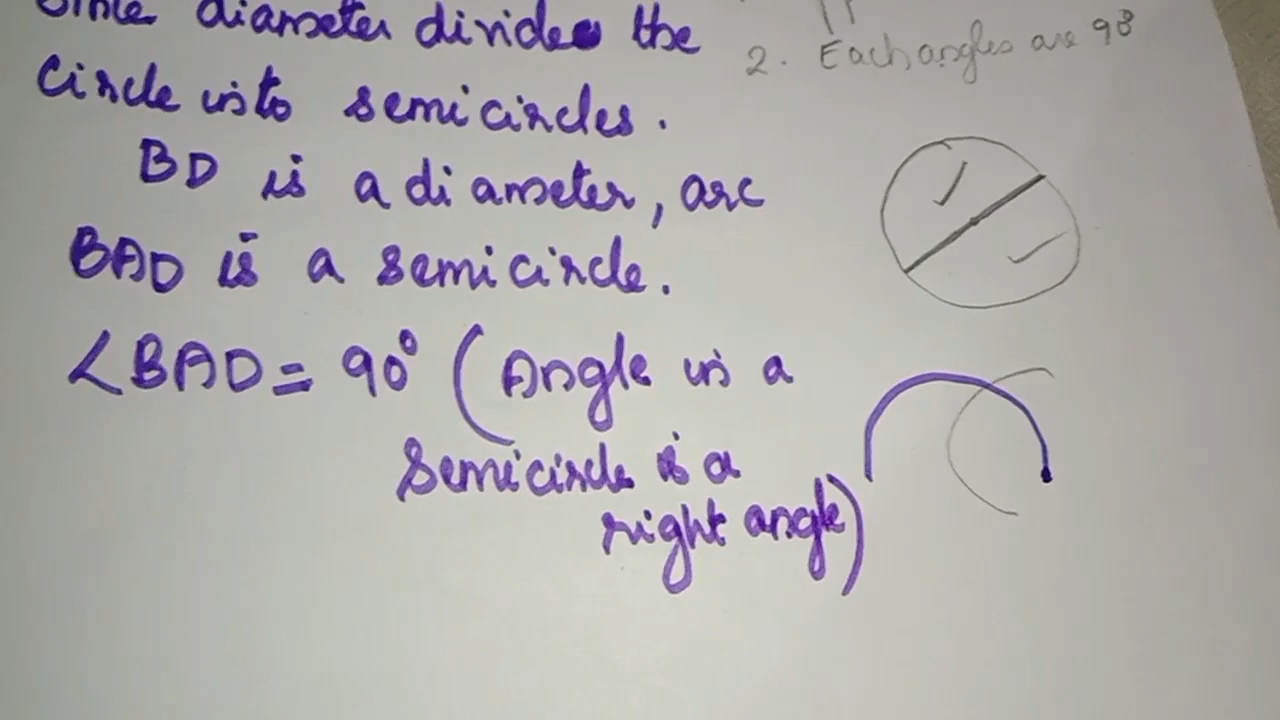 Since diameter divides the
Circle into semicircles.
BD is a diameter, arc
BAD is a semicircle.
∠BAD = 90° (Angle in a
semicircle is a
right angle)
2. Each angles are 90°